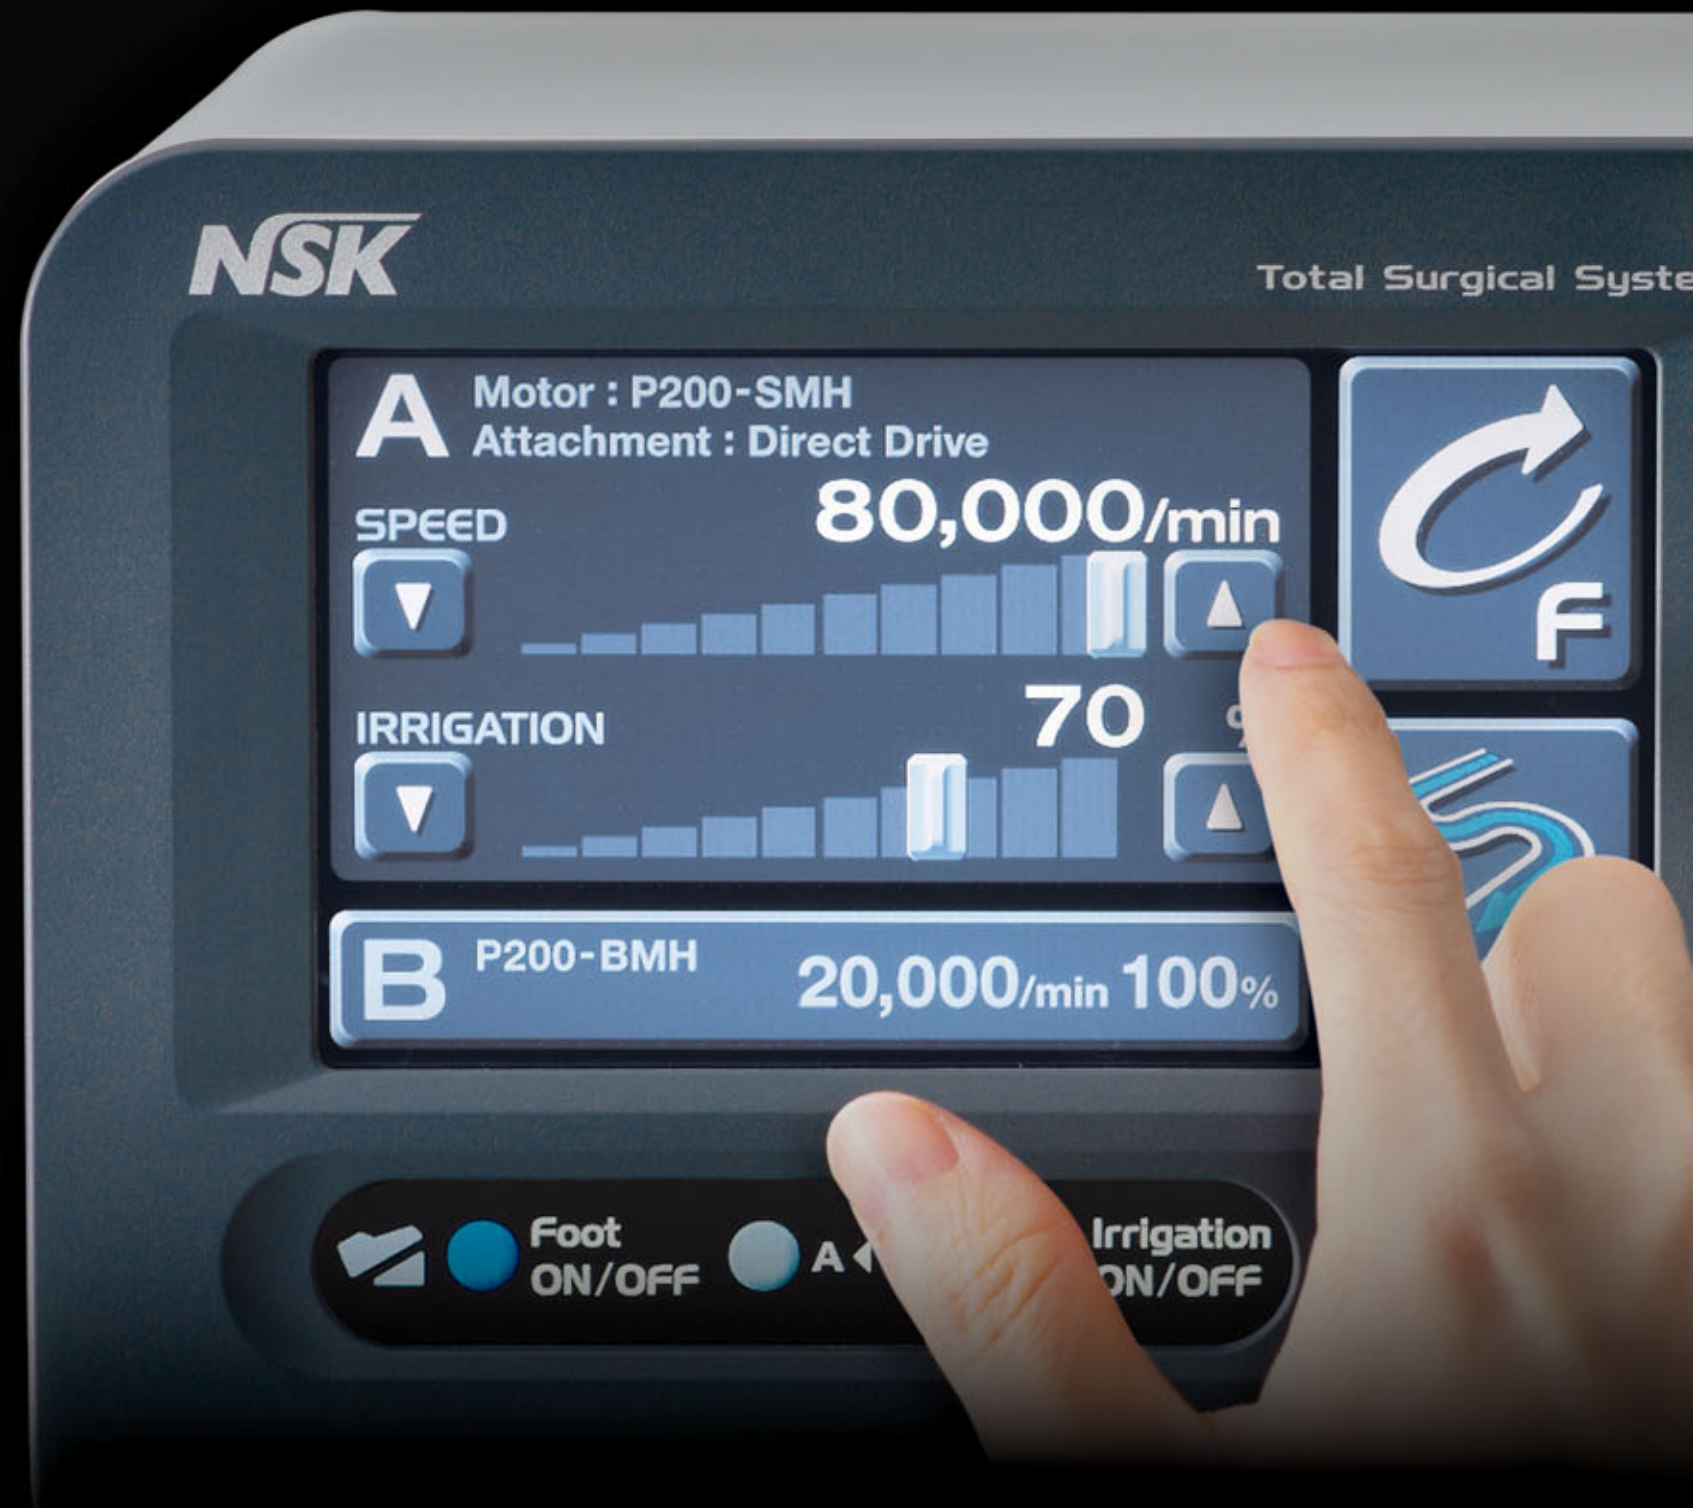 NSK
Total Surgical Syste
A
Motor : P200-SMH
Attachment : Direct Drive
SPEED
80,000/min
F
IRRIGATION
70
B
P200-BMH
20,000/min 100%
Foot
ON/OFF
A
Irrigation
ON/OFF